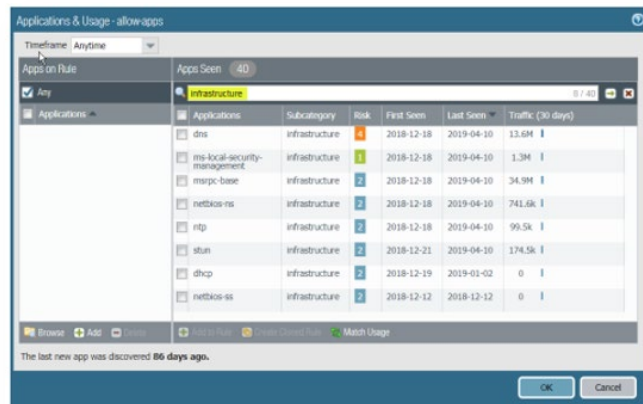 Applications & Usage - allow-apps
Timeframe Anytime
Apps on Rule
Apps Seen 40
Any
infrastructure 8 / 40
Applications
Applications Subcategory Risk First Seen Last Seen Traffic (30 days)
dns infrastructure 4 2018-12-18 2019-04-10 13.6M
ms-local-security-management infrastructure 1 2018-12-18 2019-04-10 1.3M
msrpc-base infrastructure 2 2018-12-18 2019-04-10 34.9M
netbios-ns infrastructure 2 2018-12-18 2019-04-10 741.6k
ntp infrastructure 2 2018-12-18 2019-04-10 99.5k
stun infrastructure 2 2018-12-21 2019-04-10 174.5k
dhcp infrastructure 2 2018-12-19 2019-01-02 0
netbios-ss infrastructure 2 2018-12-12 2018-12-12 0
Browse Add Delete
Add to Rule Create Cloned Rule Match Usage
The last new app was discovered 86 days ago.
OK Cancel